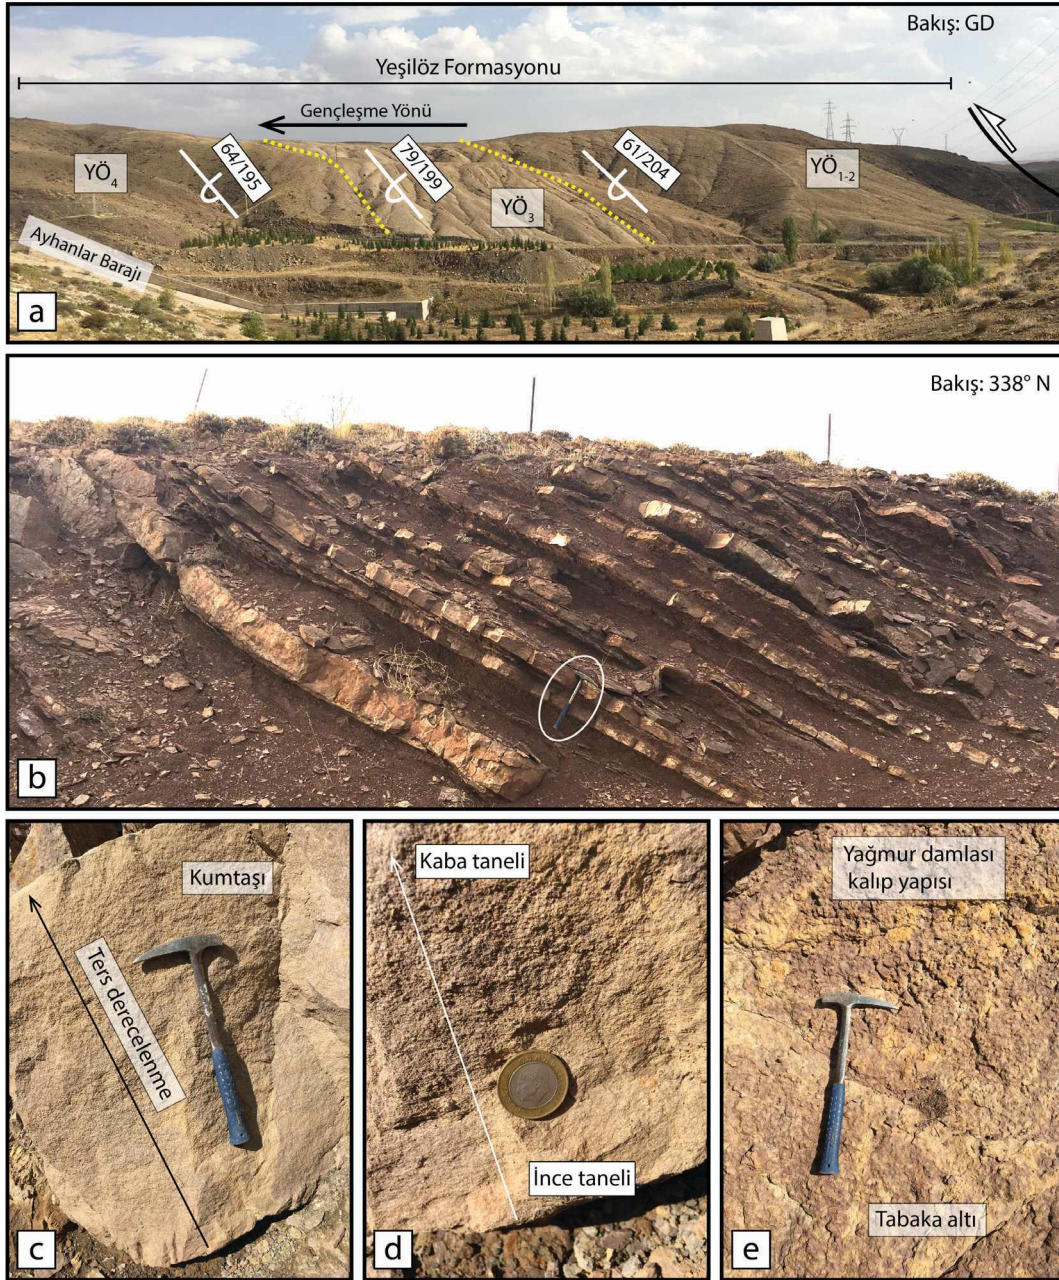 Bakış: GD
Yeşilöz Formasyonu
Gençleşme Yönü
64/195
79/199
61/204
YÖ4
YÖ3
YÖ1-2
Ayhanlar Barajı
a
Bakış: 338° N
b
Kumtaşı
Ters derecelenme
c
Kaba taneli
İnce taneli
d
Yağmur damlası
kalıp yapısı
Tabaka altı
e